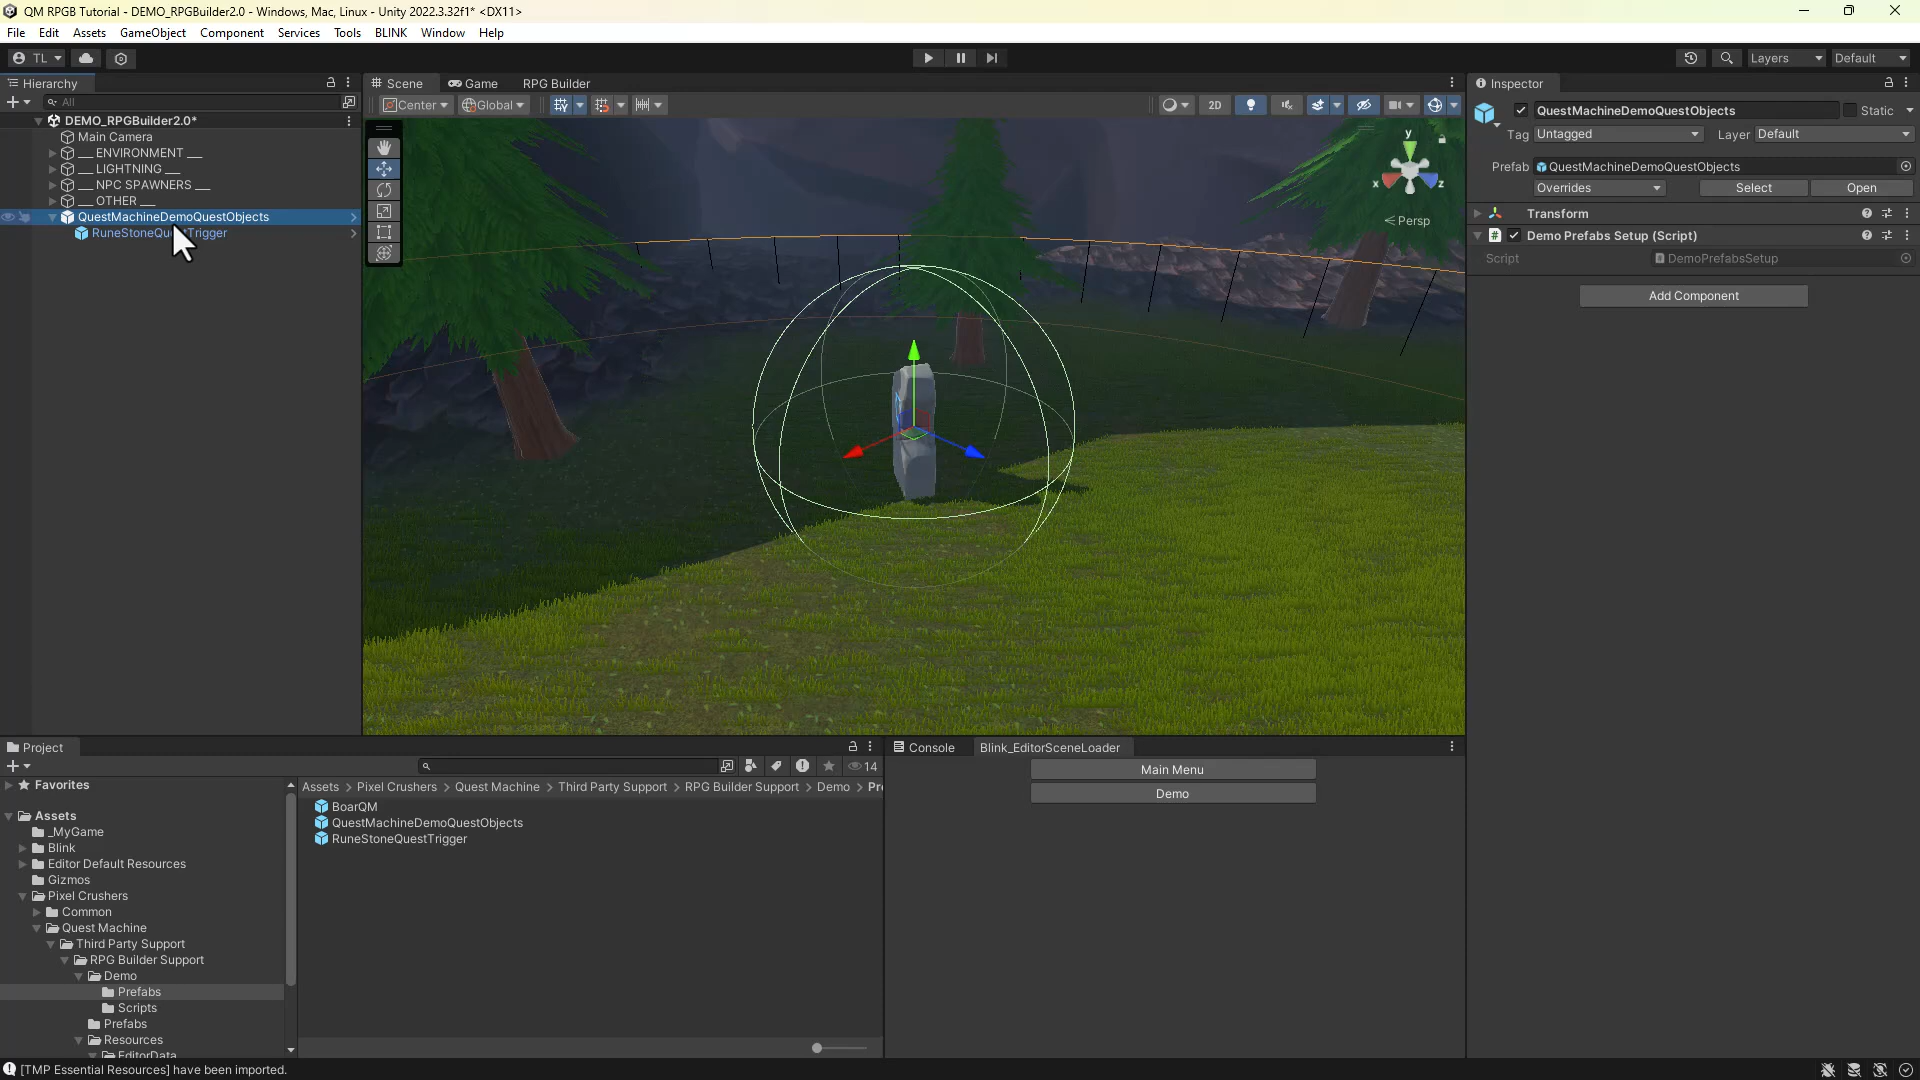 QM RPGB Tutorial - DEMO_RPGBuilder2.0 - Windows, Mac, Linux - Unity 2022.3.32f1* <DX11>
File Edit Assets GameObject Component Services Tools BLINK Window Help
TL Layers Default
Hierarchy
All
DEMO_RPGBuilder2.0*
Main Camera
__ ENVIRONMENT __
__ LIGHTNING __
__ NPC SPAWNERS __
__ OTHER __
QuestMachineDemoQuestObjects
RuneStoneQu Trigger
Scene Game RPG Builder
Center Global 2D
y
x z
Persp
Inspector
QuestMachineDemoQuestObjects Static
Tag Untagged Layer Default
Prefab QuestMachineDemoQuestObjects
Overrides Select Open
Transform
Demo Prefabs Setup (Script)
Script DemoPrefabsSetup
Add Component
Project
14
Favorites
Assets
_MyGame
Blink
Editor Default Resources
Gizmos
Pixel Crushers
Common
Quest Machine
Third Party Support
RPG Builder Support
Demo
Prefabs
Scripts
Prefabs
Resources
EditorData
Assets > Pixel Crushers > Quest Machine > Third Party Support > RPG Builder Support > Demo > Pr
BoarQM
QuestMachineDemoQuestObjects
RuneStoneQuestTrigger
Console Blink_EditorSceneLoader
Main Menu
Demo
[TMP Essential Resources] have been imported.